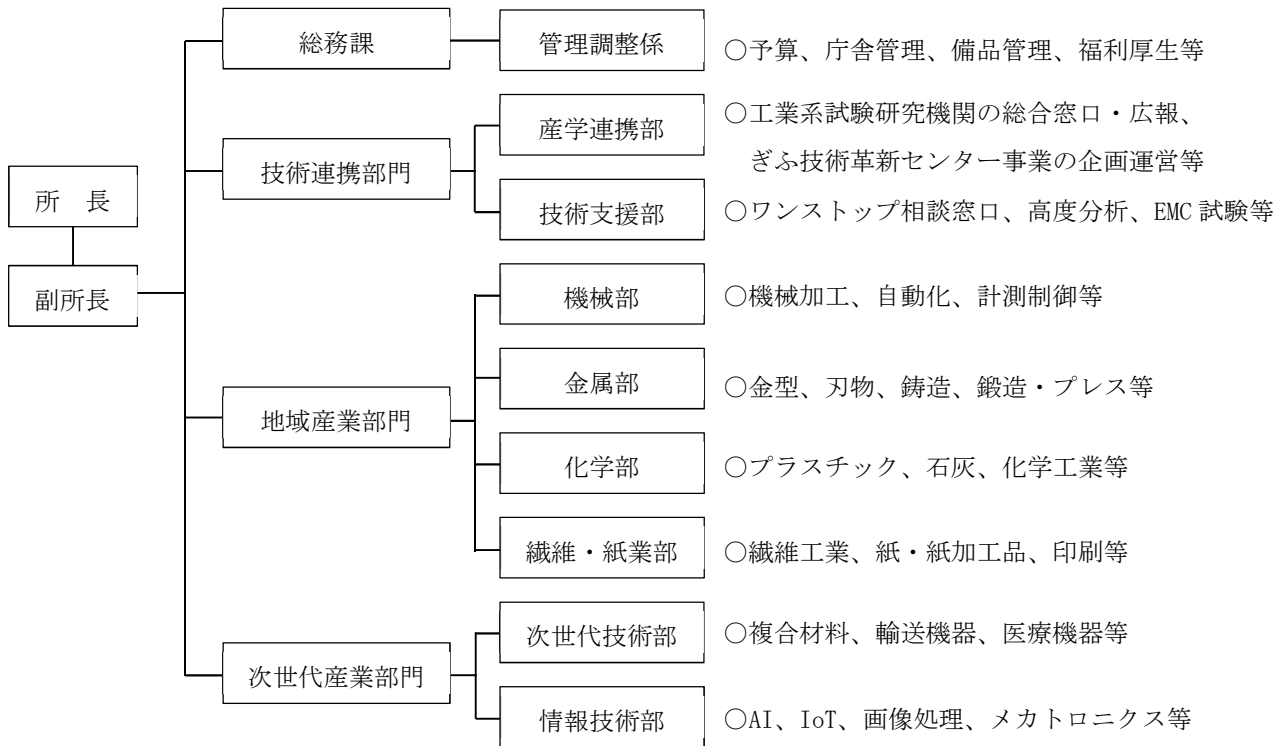 所　長
副所長
総務課
管理調整係
○予算、庁舎管理、備品管理、福利厚生等
技術連携部門
産学連携部
○工業系試験研究機関の総合窓口・広報、
ぎふ技術革新センター事業の企画運営等
技術支援部
○ワンストップ相談窓口、高度分析、EMC 試験等
地域産業部門
機械部
○機械加工、自動化、計測制御等
金属部
○金型、刃物、鋳造、鍛造・プレス等
化学部
○プラスチック、石灰、化学工業等
繊維・紙業部
○繊維工業、紙・紙加工品、印刷等
次世代産業部門
次世代技術部
○複合材料、輸送機器、医療機器等
情報技術部
○AI、IoT、画像処理、メカトロニクス等